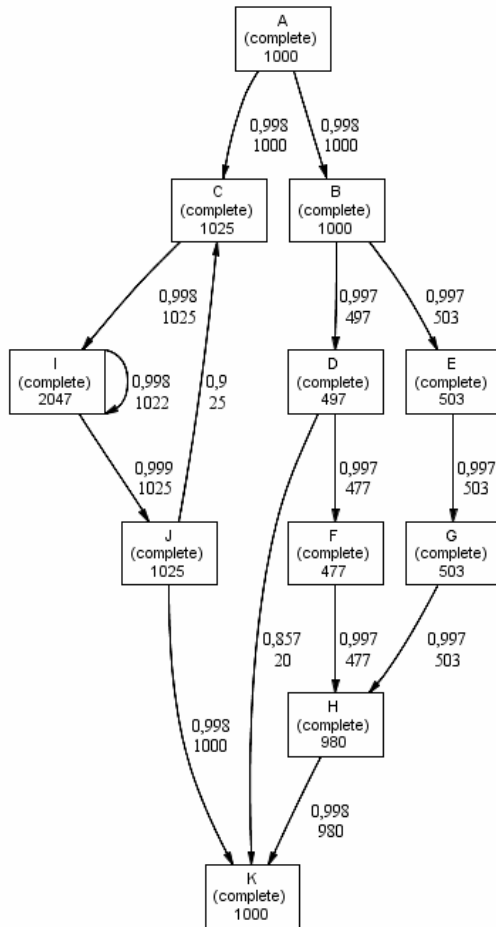 A
(complete)
1000
0,998
1000
0,998
1000
C
(complete)
1025
B
(complete)
1000
0,998
1025
0,997
497
0,997
503
I
(complete)
2047
0,998
1022
0,9
25
D
(complete)
497
E
(complete)
503
0,999
1025
0,997
477
0,997
503
J
(complete)
1025
F
(complete)
477
G
(complete)
503
0,857
20
0,997
477
0,997
503
H
(complete)
980
0,998
1000
0,998
980
K
(complete)
1000